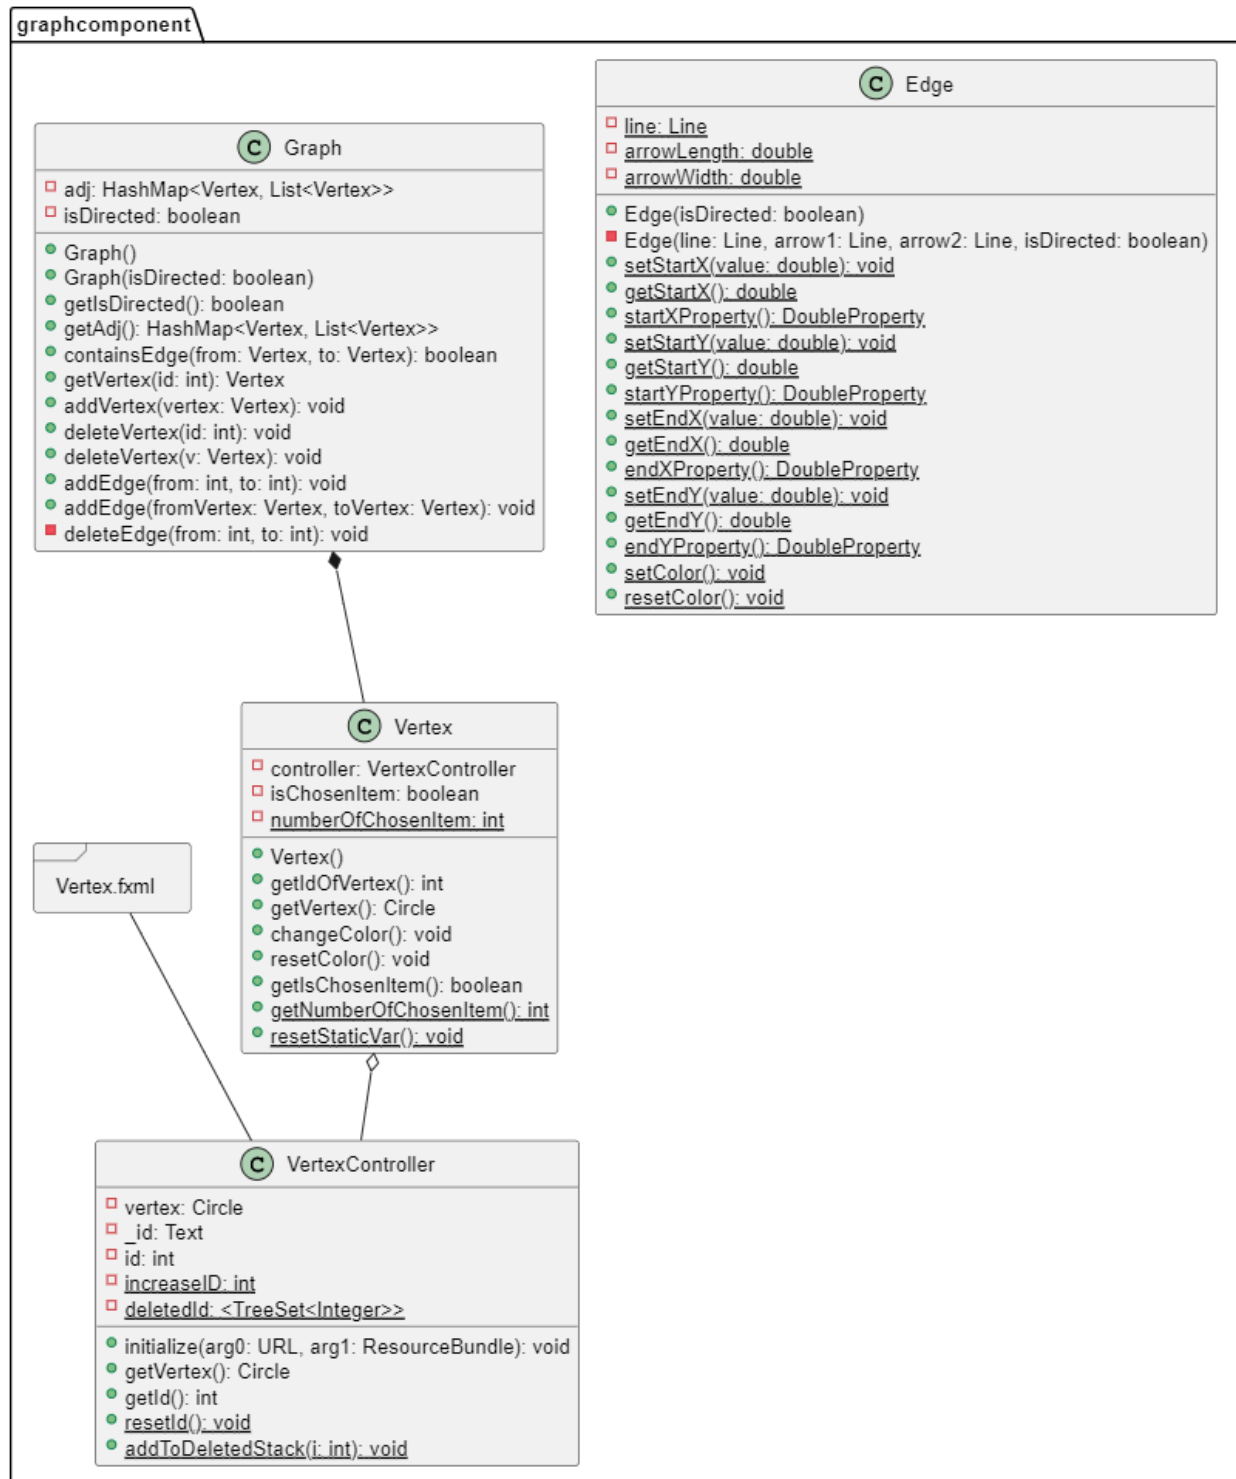 graphcomponent
C Edge
line: Line
arrowLength: double
arrowWidth: double
Edge(isDirected: boolean)
Edge(line: Line, arrow1: Line, arrow2: Line, isDirected: boolean)
setStartX(value: double): void
getStartX(): double
startXProperty(): DoubleProperty
setStartY(value: double): void
getStartY(): double
startYProperty(): DoubleProperty
setEndX(value: double): void
getEndX(): double
endXProperty(): DoubleProperty
setEndY(value: double): void
getEndY(): double
endYProperty(): DoubleProperty
setColor(): void
resetColor(): void
C Graph
adj: HashMap<Vertex, List<Vertex>>
isDirected: boolean
Graph()
Graph(isDirected: boolean)
getIsDirected(): boolean
getAdj(): HashMap<Vertex, List<Vertex>>
containsEdge(from: Vertex, to: Vertex): boolean
getVertex(id: int): Vertex
addVertex(vertex: Vertex): void
deleteVertex(id: int): void
deleteVertex(v: Vertex): void
addEdge(from: int, to: int): void
addEdge(fromVertex: Vertex, toVertex: Vertex): void
deleteEdge(from: int, to: int): void
C Vertex
controller: VertexController
isChosenItem: boolean
numberOfChosenItem: int
Vertex()
getIdOfVertex(): int
getVertex(): Circle
changeColor(): void
resetColor(): void
getIsChosenItem(): boolean
getNumberOfChosenItem(): int
resetStaticVar(): void
Vertex.fxml
C VertexController
vertex: Circle
_id: Text
id: int
increaseID: int
deletedId: <TreeSet<Integer>>
initialize(arg0: URL, arg1: ResourceBundle): void
getVertex(): Circle
getId(): int
resetId(): void
addToDeletedStack(i: int): void